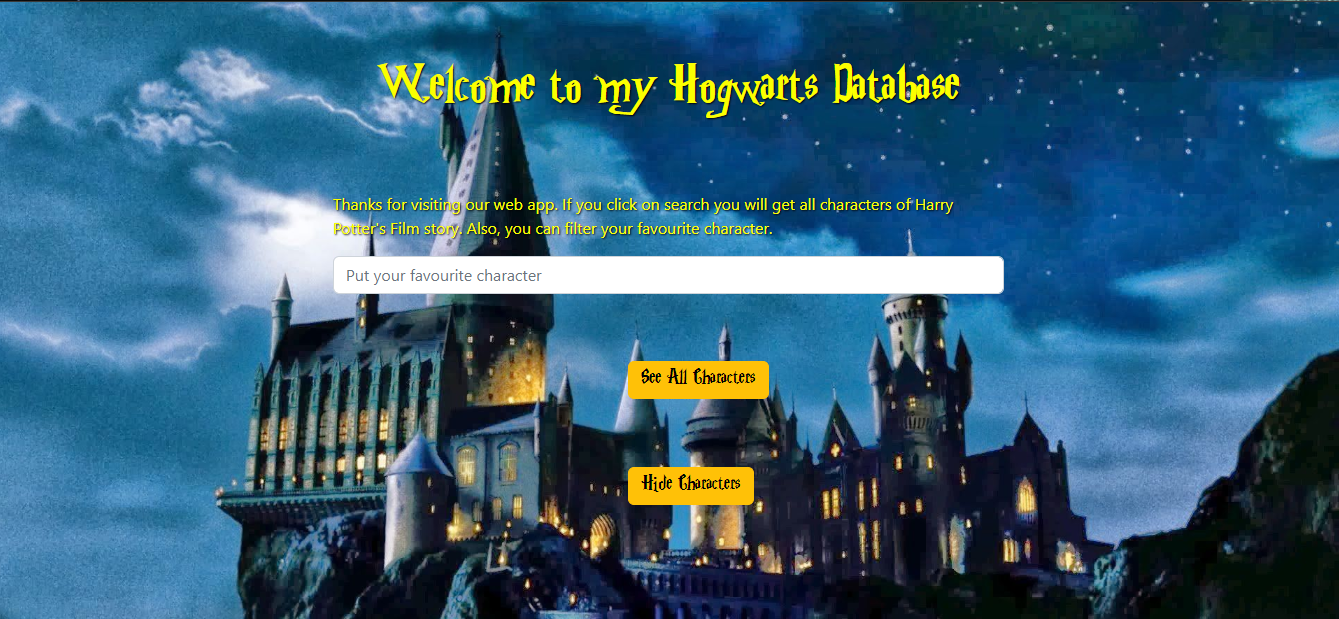 Welcome to my Hogwarts Database
Thanks for visiting our web app. If you click on search you will get all characters of Harry
Potter's Film story. Also, you can filter your favourite character.
Put your favourite character
See All Characters
Hide Characters